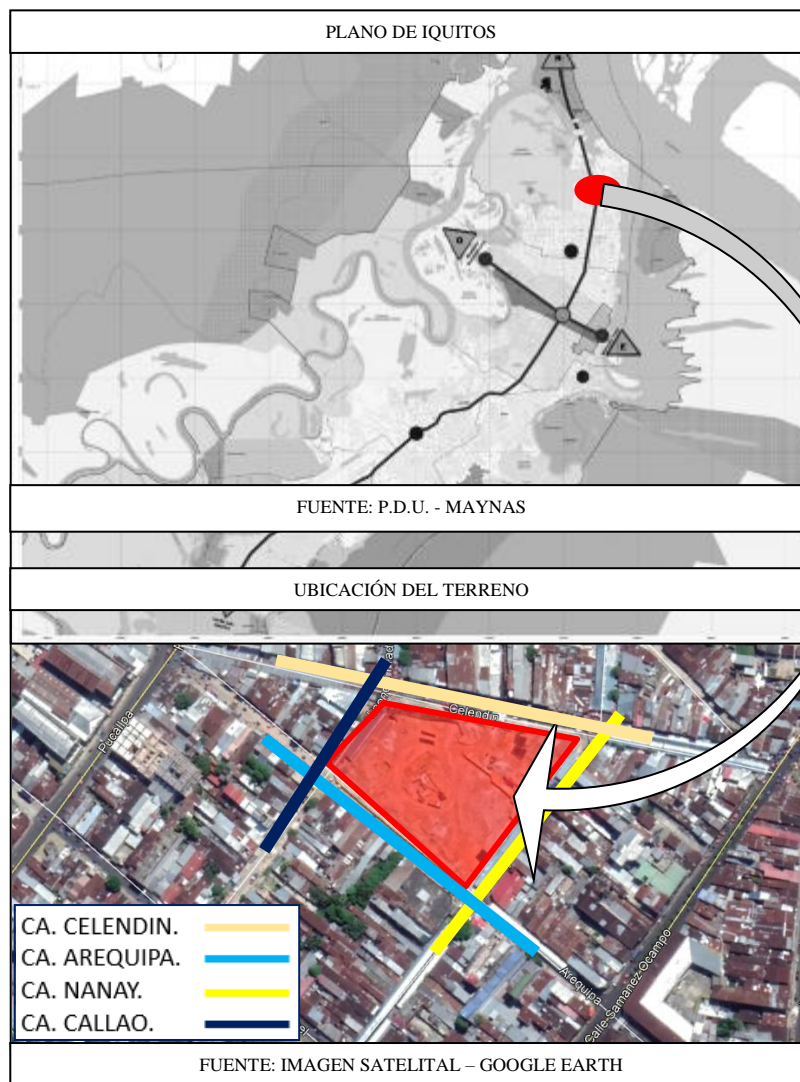 PLANO DE IQUITOS
N
O
E
FUENTE: P.D.U. - MAYNAS
UBICACIÓN DEL TERRENO
Pucallpa
Celendin
Arequipa
Calle Samanez Ocampo
CA. CELENDIN.
CA. AREQUIPA.
CA. NANAY.
CA. CALLAO.
FUENTE: IMAGEN SATELITAL – GOOGLE EARTH